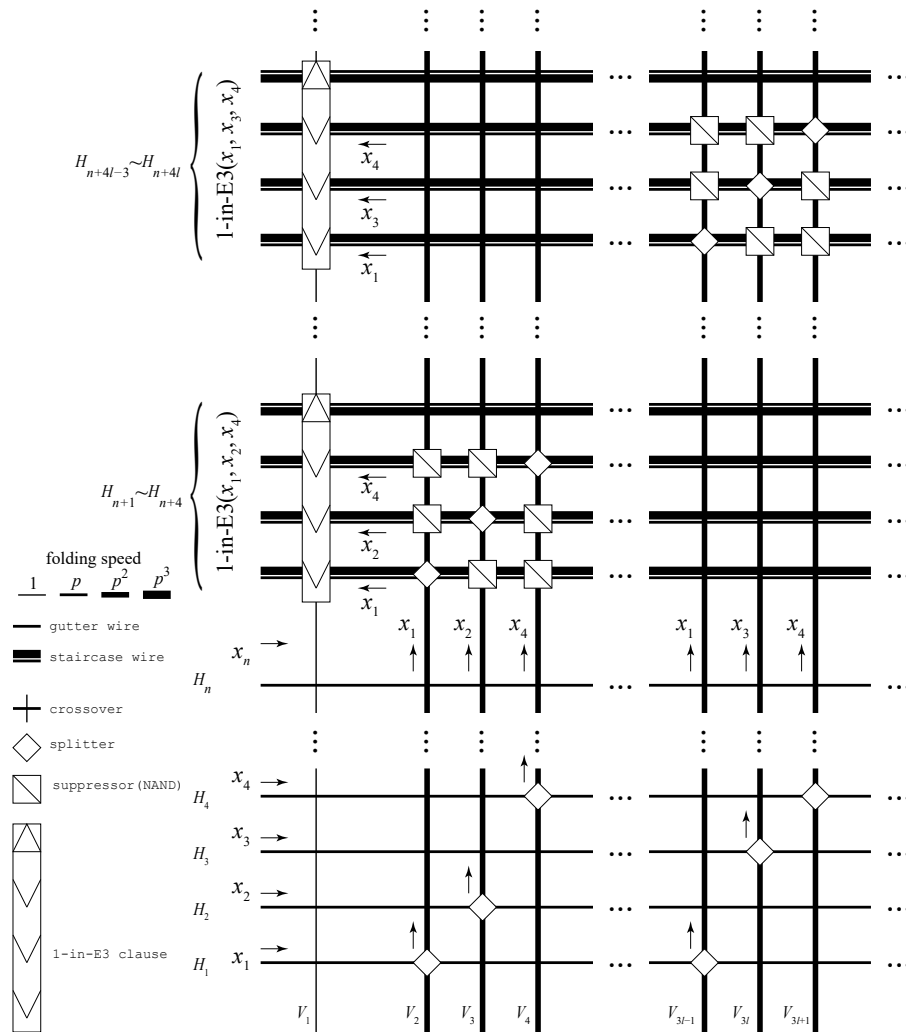 H_{n+4l−3}~H_{n+4l}
1-in-E3(x_1, x_3, x_4)
x_4
x_3
x_1
H_{n+1}~H_{n+4}
1-in-E3(x_1, x_2, x_4)
x_4
x_2
x_1
folding speed
1 p p^2 p^3
gutter wire
staircase wire
crossover
splitter
suppressor(NAND)
1-in-E3 clause
x_1 x_2 x_4 x_1 x_3 x_4
x_n
H_n
x_4
H_4
x_3
H_3
x_2
H_2
x_1
H_1
V_1 V_2 V_3 V_4 V_{3l−1} V_{3l} V_{3l+1}